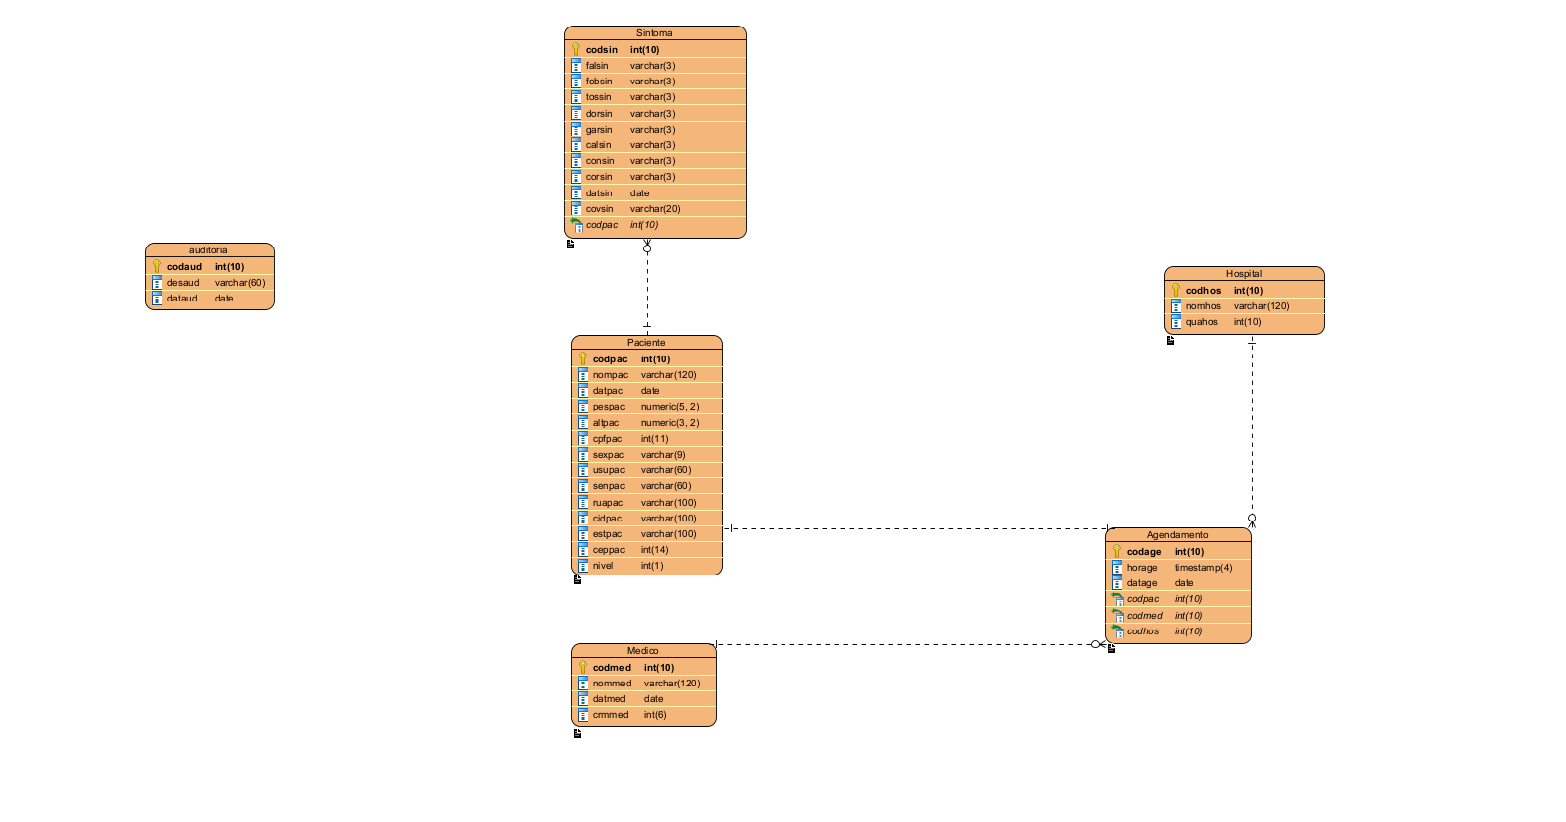 Sintoma
codsin int(10)
falsin varchar(3)
febsin varchar(3)
tossin varchar(3)
dorsin varchar(3)
garsin varchar(3)
calsin varchar(3)
consin varchar(3)
corsin varchar(3)
datsin date
covsin varchar(20)
codpac int(10)
auditoria
codaud int(10)
desaud varchar(60)
dataud date
Hospital
codhos int(10)
nomhos varchar(120)
quahos int(10)
Paciente
codpac int(10)
nompac varchar(120)
datpac date
pespac numeric(5, 2)
altpac numeric(3, 2)
cpfpac int(11)
sexpac varchar(9)
usupac varchar(60)
senpac varchar(60)
ruapac varchar(100)
cidpac varchar(100)
estpac varchar(100)
ceppac int(14)
nivel int(1)
Agendamento
codage int(10)
horage timestamp(4)
datage date
codpac int(10)
codmed int(10)
codhos int(10)
Medico
codmed int(10)
nommed varchar(120)
datmed date
crmmed int(6)